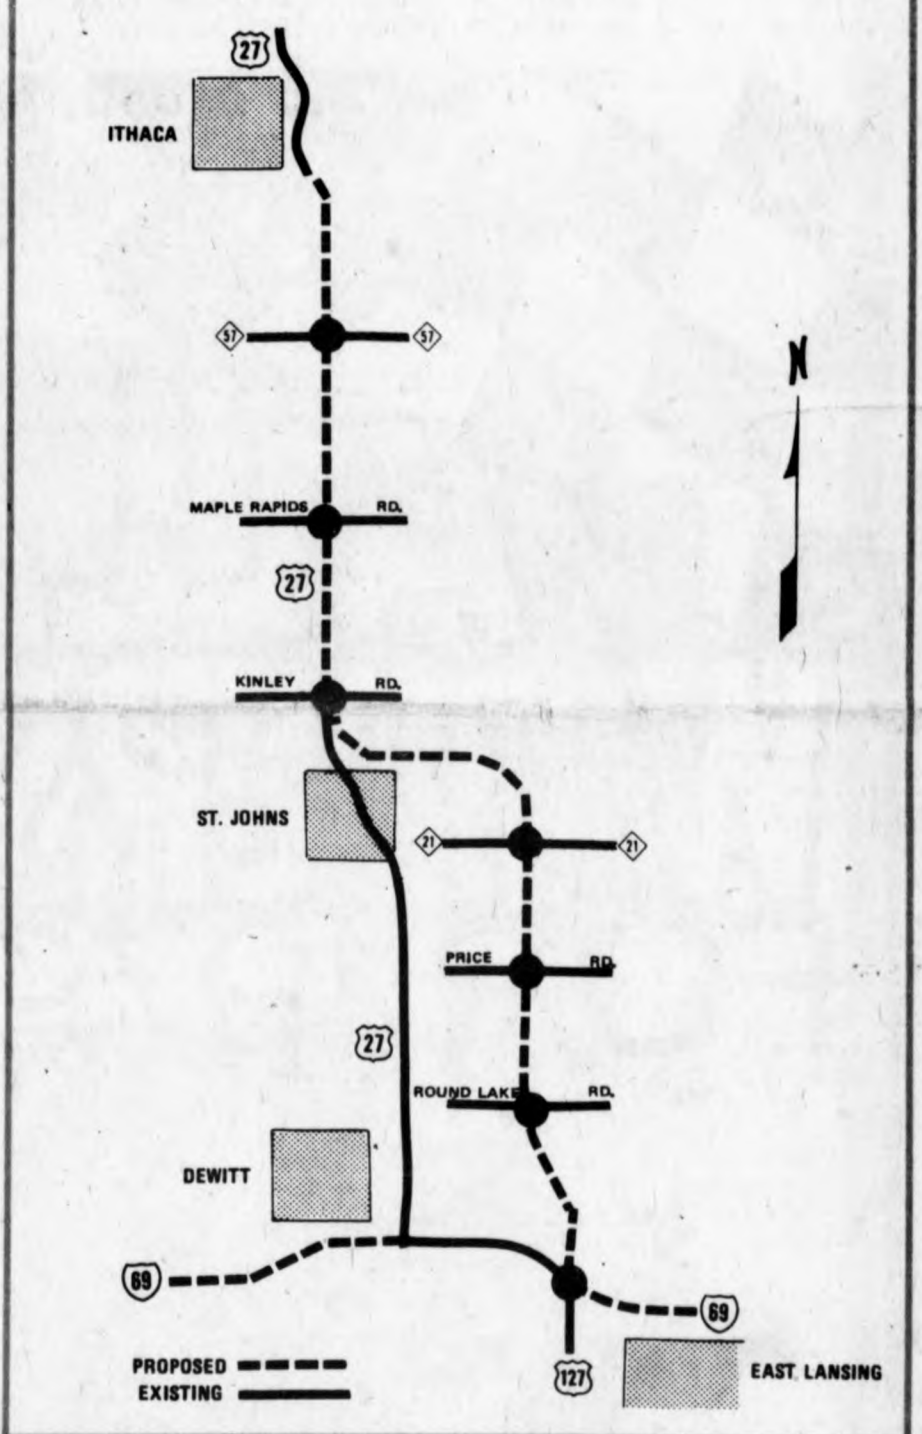 27
ITHACA
57 57
N
MAPLE RAPIDS RD.
27
KINLEY RD.
ST. JOHNS
21 21
PRICE RD.
27
ROUND LAKE RD.
DEWITT
69
69
PROPOSED
EXISTING
127
EAST LANSING